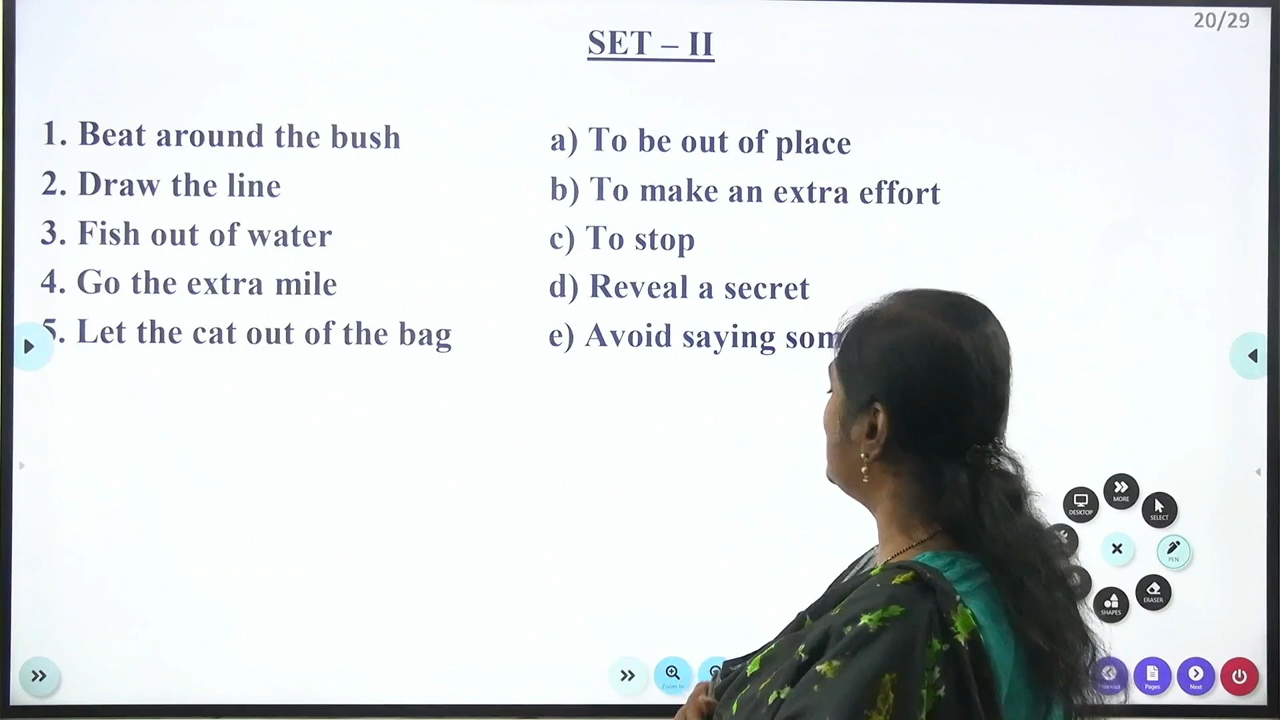 20/29
SET – II
1. Beat around the bush
2. Draw the line
3. Fish out of water
4. Go the extra mile
5. Let the cat out of the bag
a) To be out of place
b) To make an extra effort
c) To stop
d) Reveal a secret
e) Avoid saying
MORE
DESKTOP
SELECT
PEN
ERASER
SHAPES
Zoom In
Pages
Next